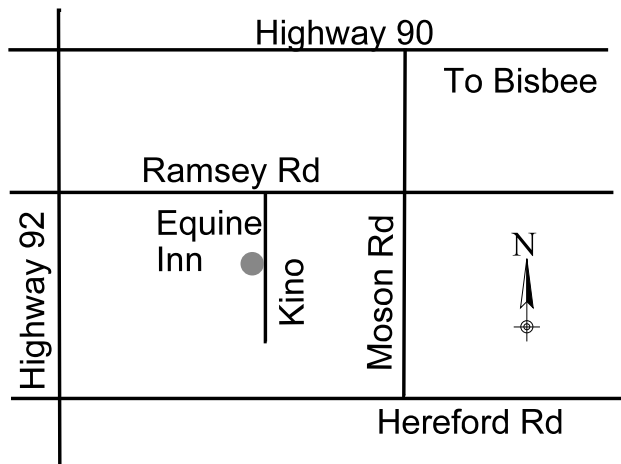 Highway 90
To Bisbee
Ramsey Rd
Equine
Inn
Kino
Highway 92
Moson Rd
N
Hereford Rd